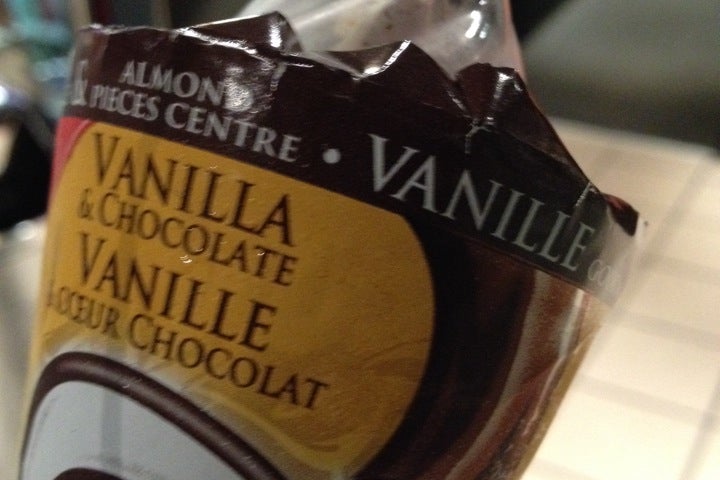 & ALMOND
PIECES CENTRE • VANILLE
VANILLA
& CHOCOLATE
VANILLE
& CŒUR CHOCOLAT